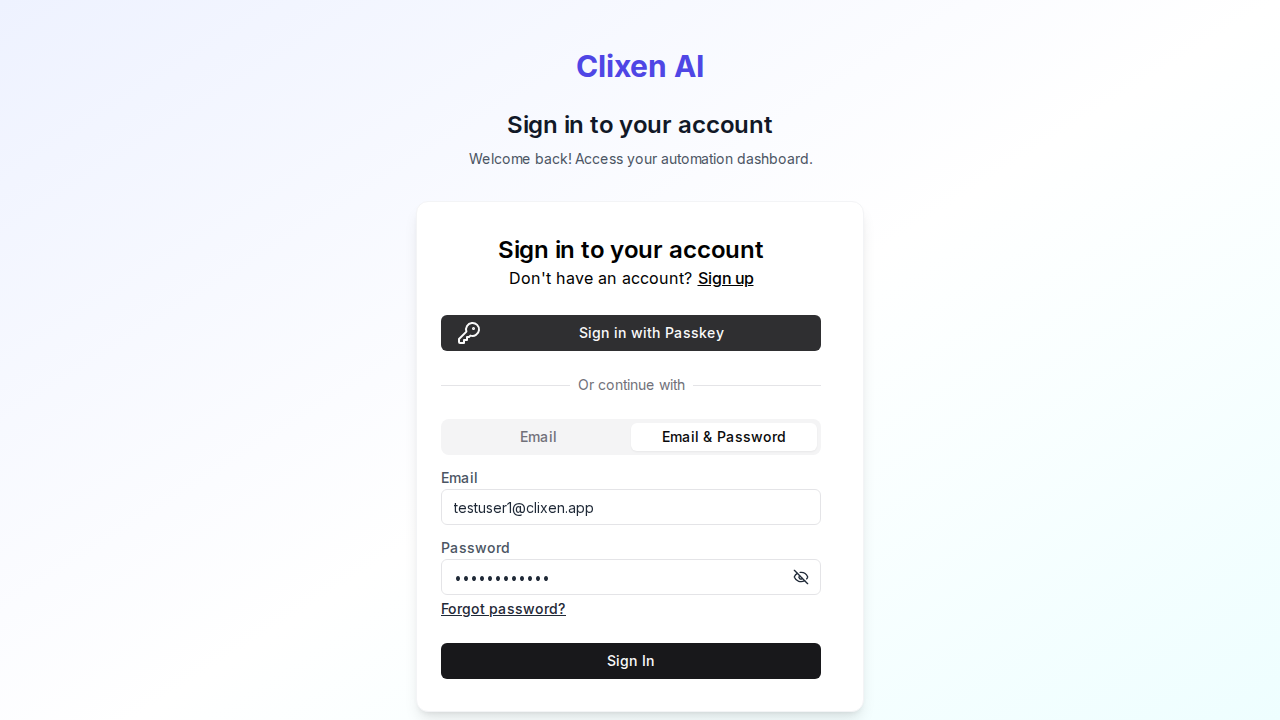 Clixen AI
Sign in to your account
Welcome back! Access your automation dashboard.
Sign in to your account
Don't have an account? Sign up
Sign in with Passkey
Or continue with
Email
Email & Password
Email
testuser1@clixen.app
Password
••••••••••••
Forgot password?
Sign In